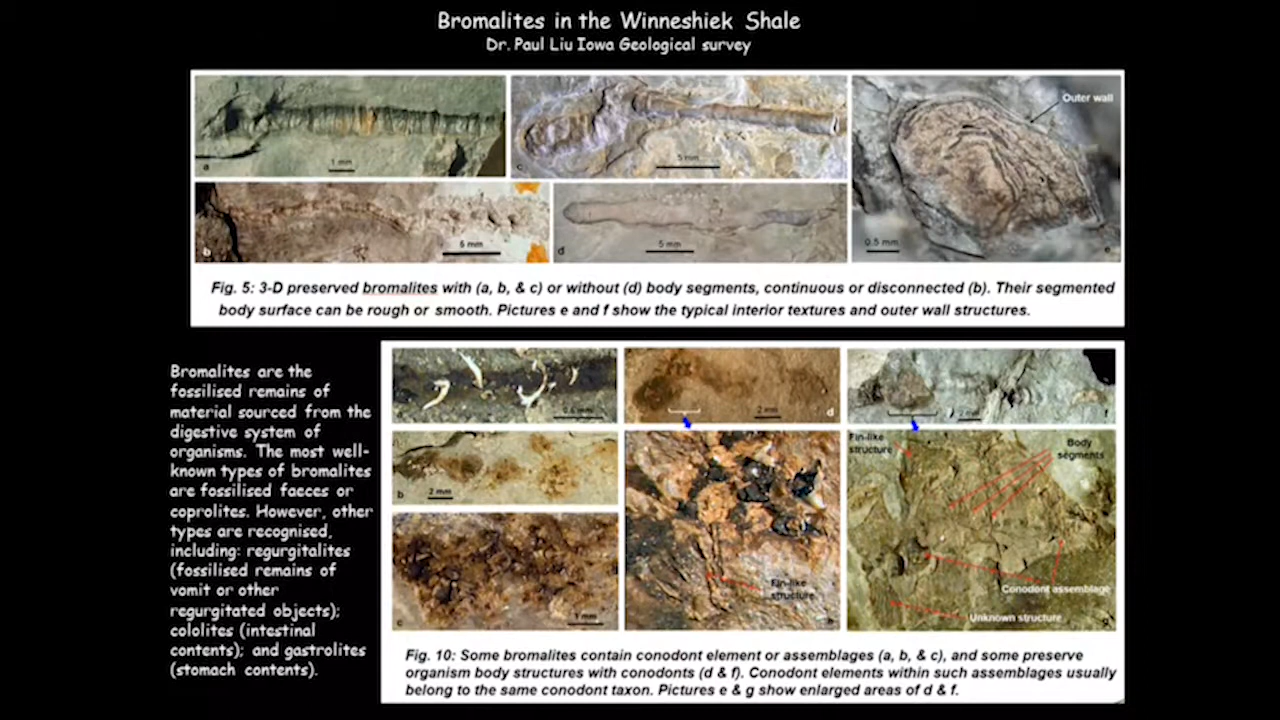 Bromalites in the Winneshiek Shale
Dr. Paul Liu Iowa Geological survey
a
1 mm
c
5 mm
Outer wall
0.5 mm
e
b
5 mm
d
5 mm
Fig. 5: 3-D preserved bromalites with (a, b, & c) or without (d) body segments, continuous or disconnected (b). Their segmented
body surface can be rough or smooth. Pictures e and f show the typical interior textures and outer wall structures.
Bromalites are the
fossilised remains of
material sourced from the
digestive system of
organisms. The most well-
known types of bromalites
are fossilised faeces or
coprolites. However, other
types are recognised,
including: regurgitalites
(fossilised remains of
vomit or other
regurgitated objects);
cololites (intestinal
contents); and gastrolites
(stomach contents).
2 mm
d
f
b
2 mm
c
1 mm
Fin-like
structure
e
Fin-like
structure
Body
segments
Conodont assemblage
Unknown structure
g
Fig. 10: Some bromalites contain conodont element or assemblages (a, b, & c), and some preserve
organism body structures with conodonts (d & f). Conodont elements within such assemblages usually
belong to the same conodont taxon. Pictures e & g show enlarged areas of d & f.